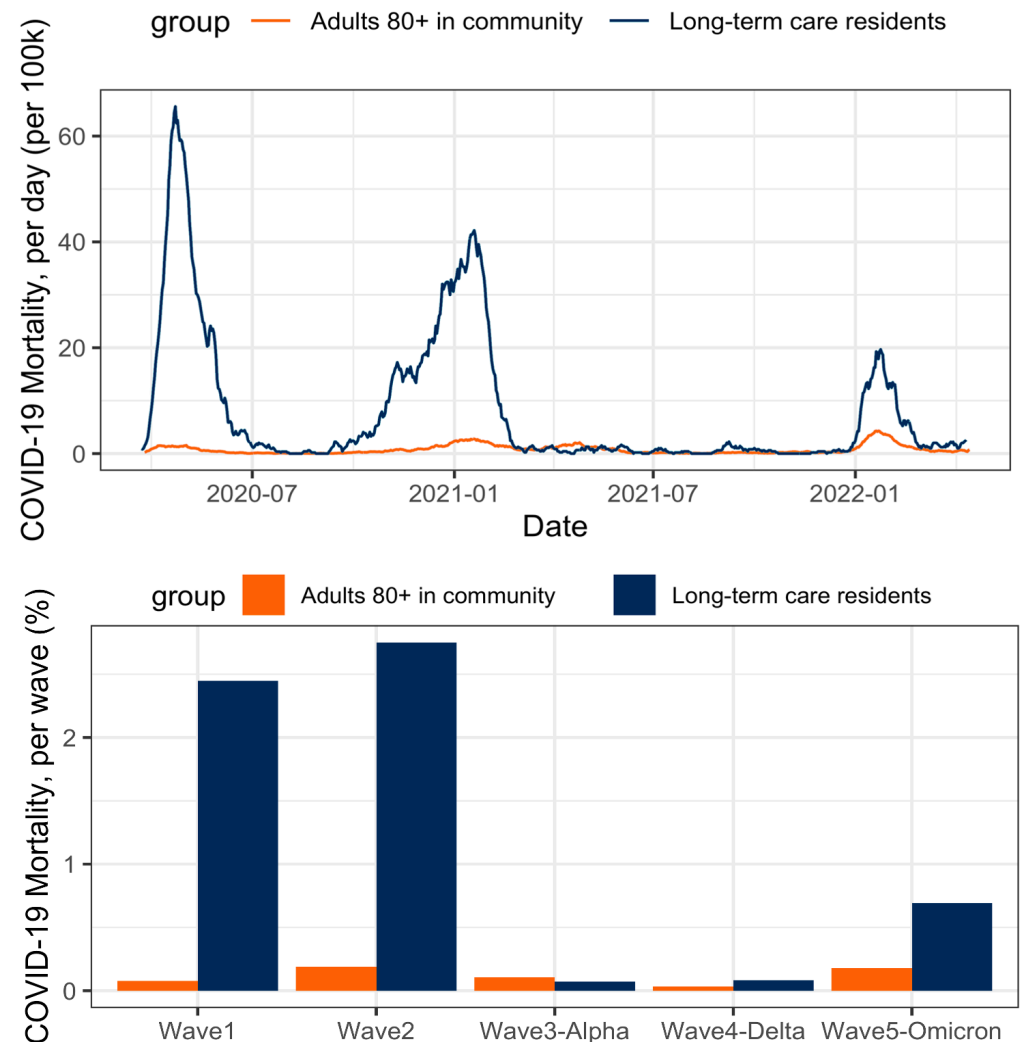 group Adults 80+ in community Long-term care residents
COVID-19 Mortality, per day (per 100k)
60
40
20
0
2020-07 2021-01 2021-07 2022-01
Date
group Adults 80+ in community Long-term care residents
COVID-19 Mortality, per wave (%)
2
1
0
Wave1 Wave2 Wave3-Alpha Wave4-Delta Wave5-Omicron